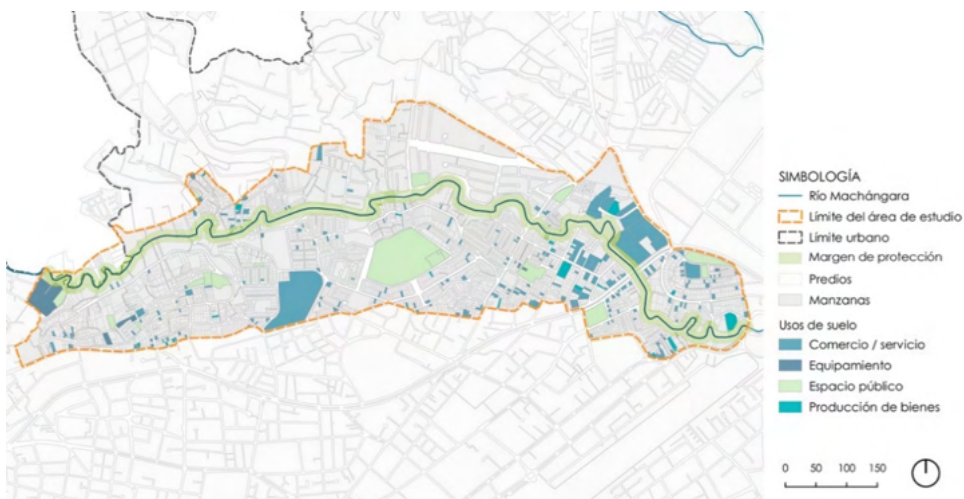 SIMBOLOGÍA
Río Machángara
Límite del área de estudio
Límite urbano
Margen de protección
Predios
Manzanas
Usos de suelo
Comercio / servicio
Equipamiento
Espacio público
Producción de bienes
0 50 100 150